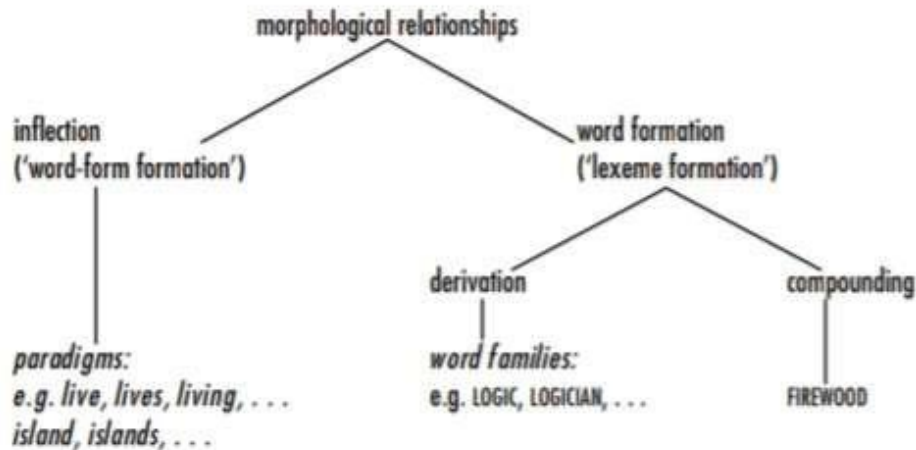 morphological relationships
inflection
('word-form formation')
word formation
('lexeme formation')
derivation
compounding
paradigms:
e.g. live, lives, living, . . .
island, islands, . . .
word families:
e.g. LOGIC, LOGICIAN, . . .
FIREWOOD